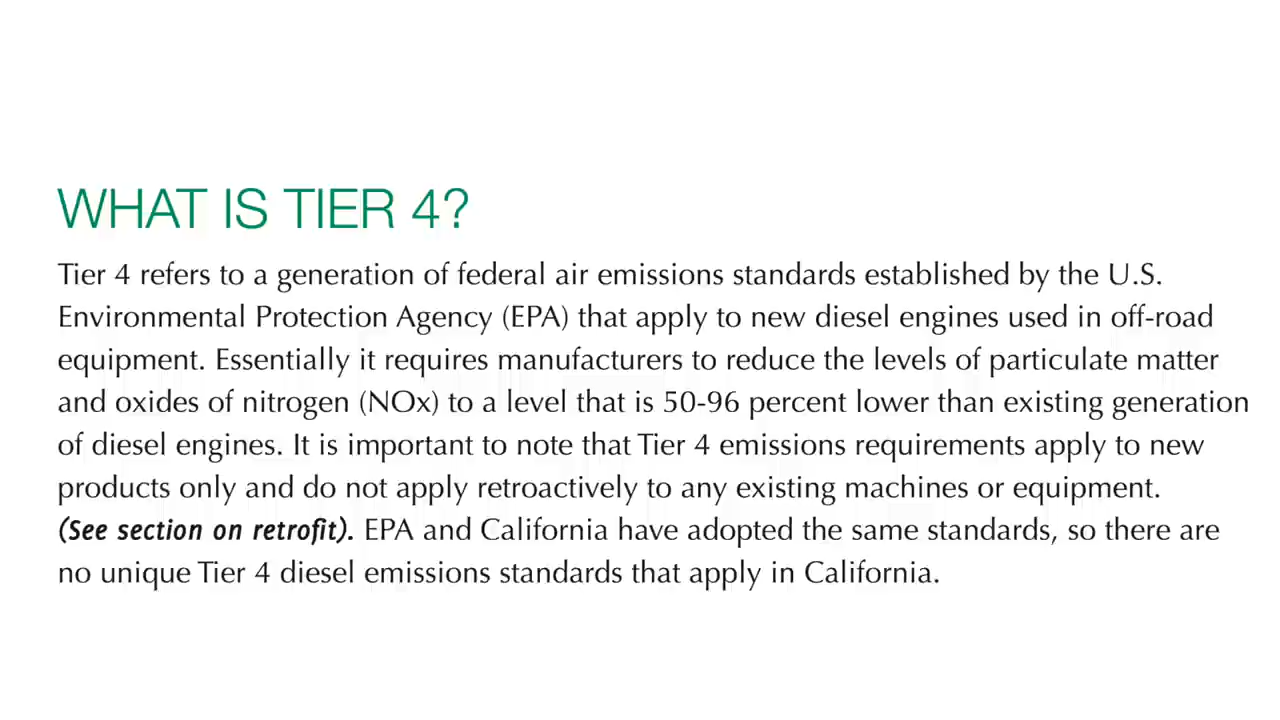 WHAT IS TIER 4?
Tier 4 refers to a generation of federal air emissions standards established by the U.S.
Environmental Protection Agency (EPA) that apply to new diesel engines used in off-road
equipment. Essentially it requires manufacturers to reduce the levels of particulate matter
and oxides of nitrogen (NOx) to a level that is 50-96 percent lower than existing generation
of diesel engines. It is important to note that Tier 4 emissions requirements apply to new
products only and do not apply retroactively to any existing machines or equipment.
(See section on retrofit). EPA and California have adopted the same standards, so there are
no unique Tier 4 diesel emissions standards that apply in California.